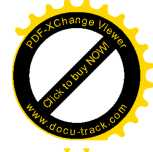 PDF-XChange Viewer
Click to buy NOW!
www.docu-track.com